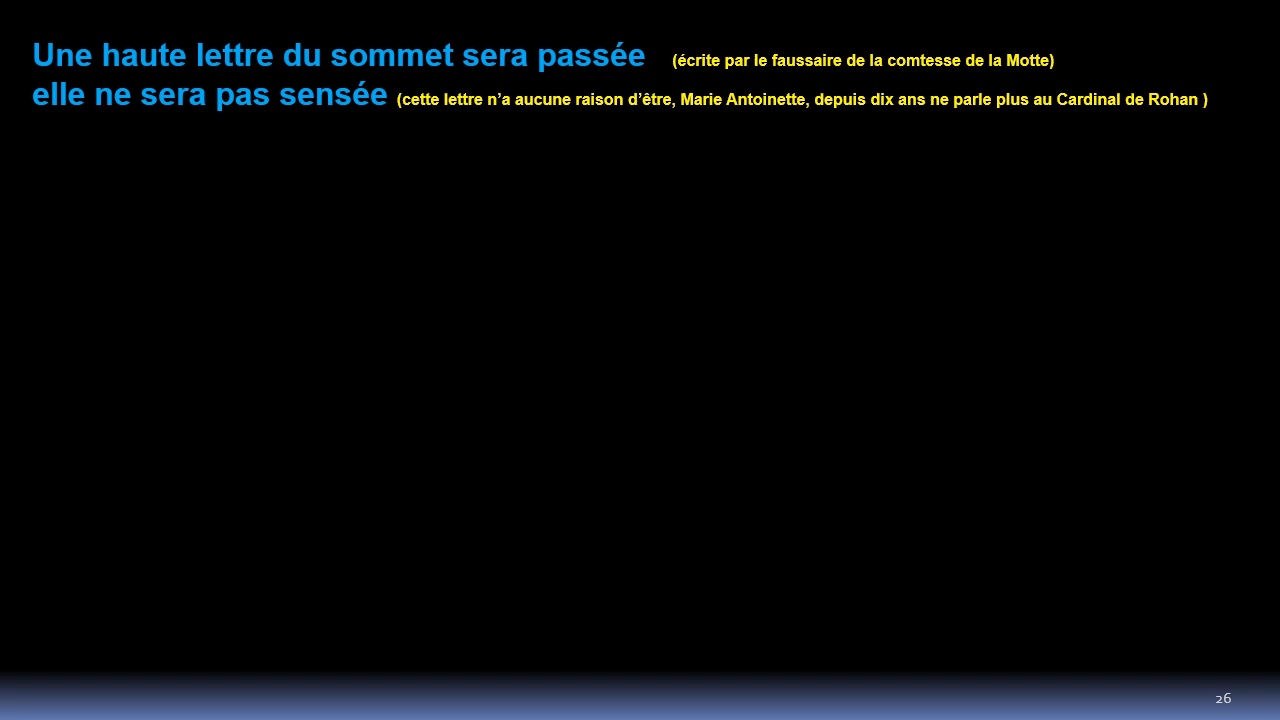 Une haute lettre du sommet sera passée (écrite par le faussaire de la comtesse de la Motte)
elle ne sera pas sensée (cette lettre n’a aucune raison d’être, Marie Antoinette, depuis dix ans ne parle plus au Cardinal de Rohan )
26